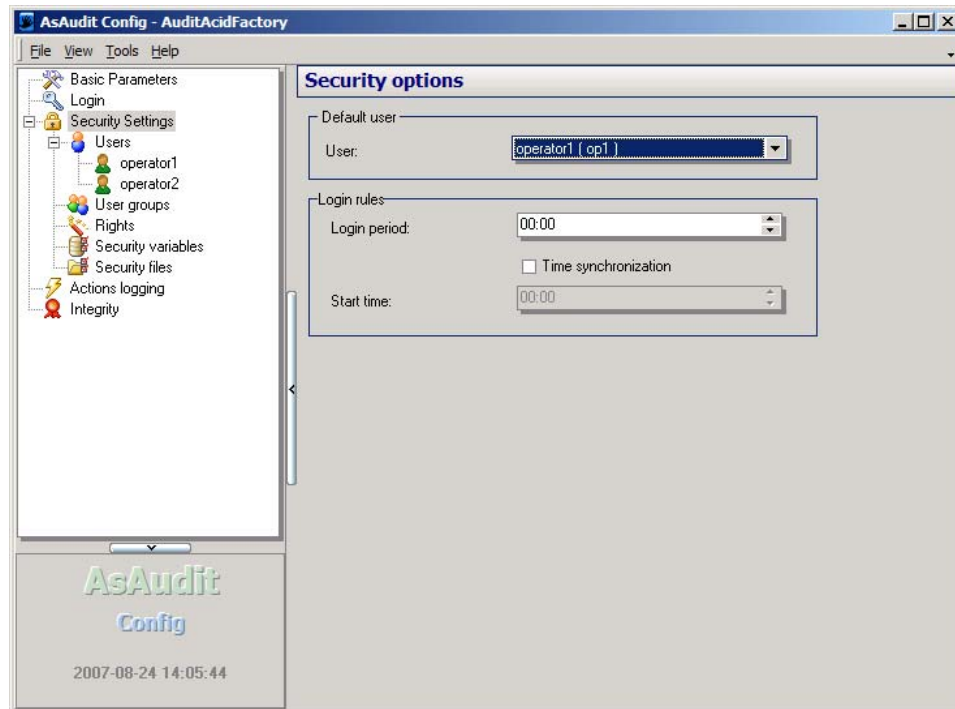 AsAudit Config - AuditAcidFactory
File View Tools Help
Basic Parameters
Login
Security Settings
Users
operator1
operator2
User groups
Rights
Security variables
Security files
Actions logging
Integrity
AsAudit
Config
2007-08-24 14:05:44
Security options
Default user
User: operator1 ( op1 )
Login rules
Login period: 00:00
Time synchronization
Start time: 00:00